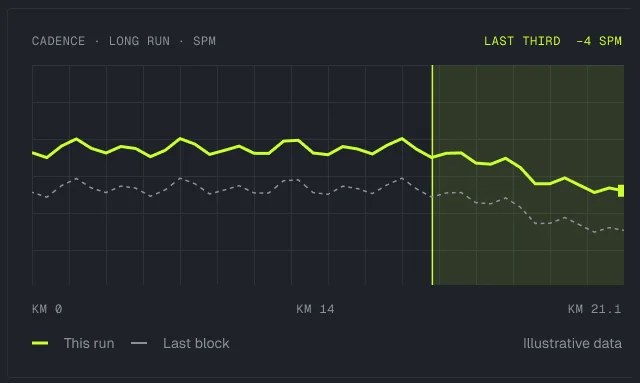 CADENCE · LONG RUN · SPM
LAST THIRD −4 SPM
KM 0
KM 14
KM 21.1
This run
Last block
Illustrative data